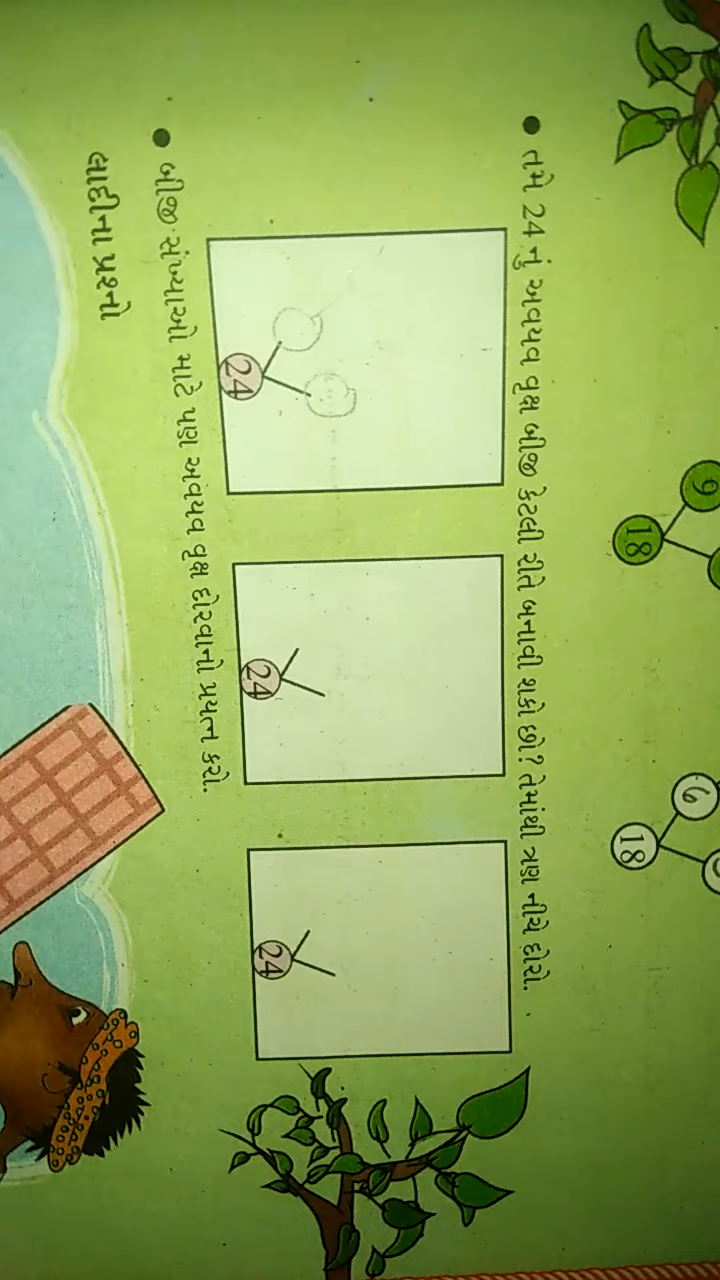 9
6
18
18
તમે 24 નું અવયવ વૃક્ષ બીજી કેટલી રીતે બનાવી શકો છો? તેમાંથી ત્રણ નીચે દોરો.
24
24
24
બીજી સંખ્યાઓ માટે પણ અવયવ વૃક્ષ દોરવાનો પ્રયત્ન કરો.
લાદીના પ્રશ્નો